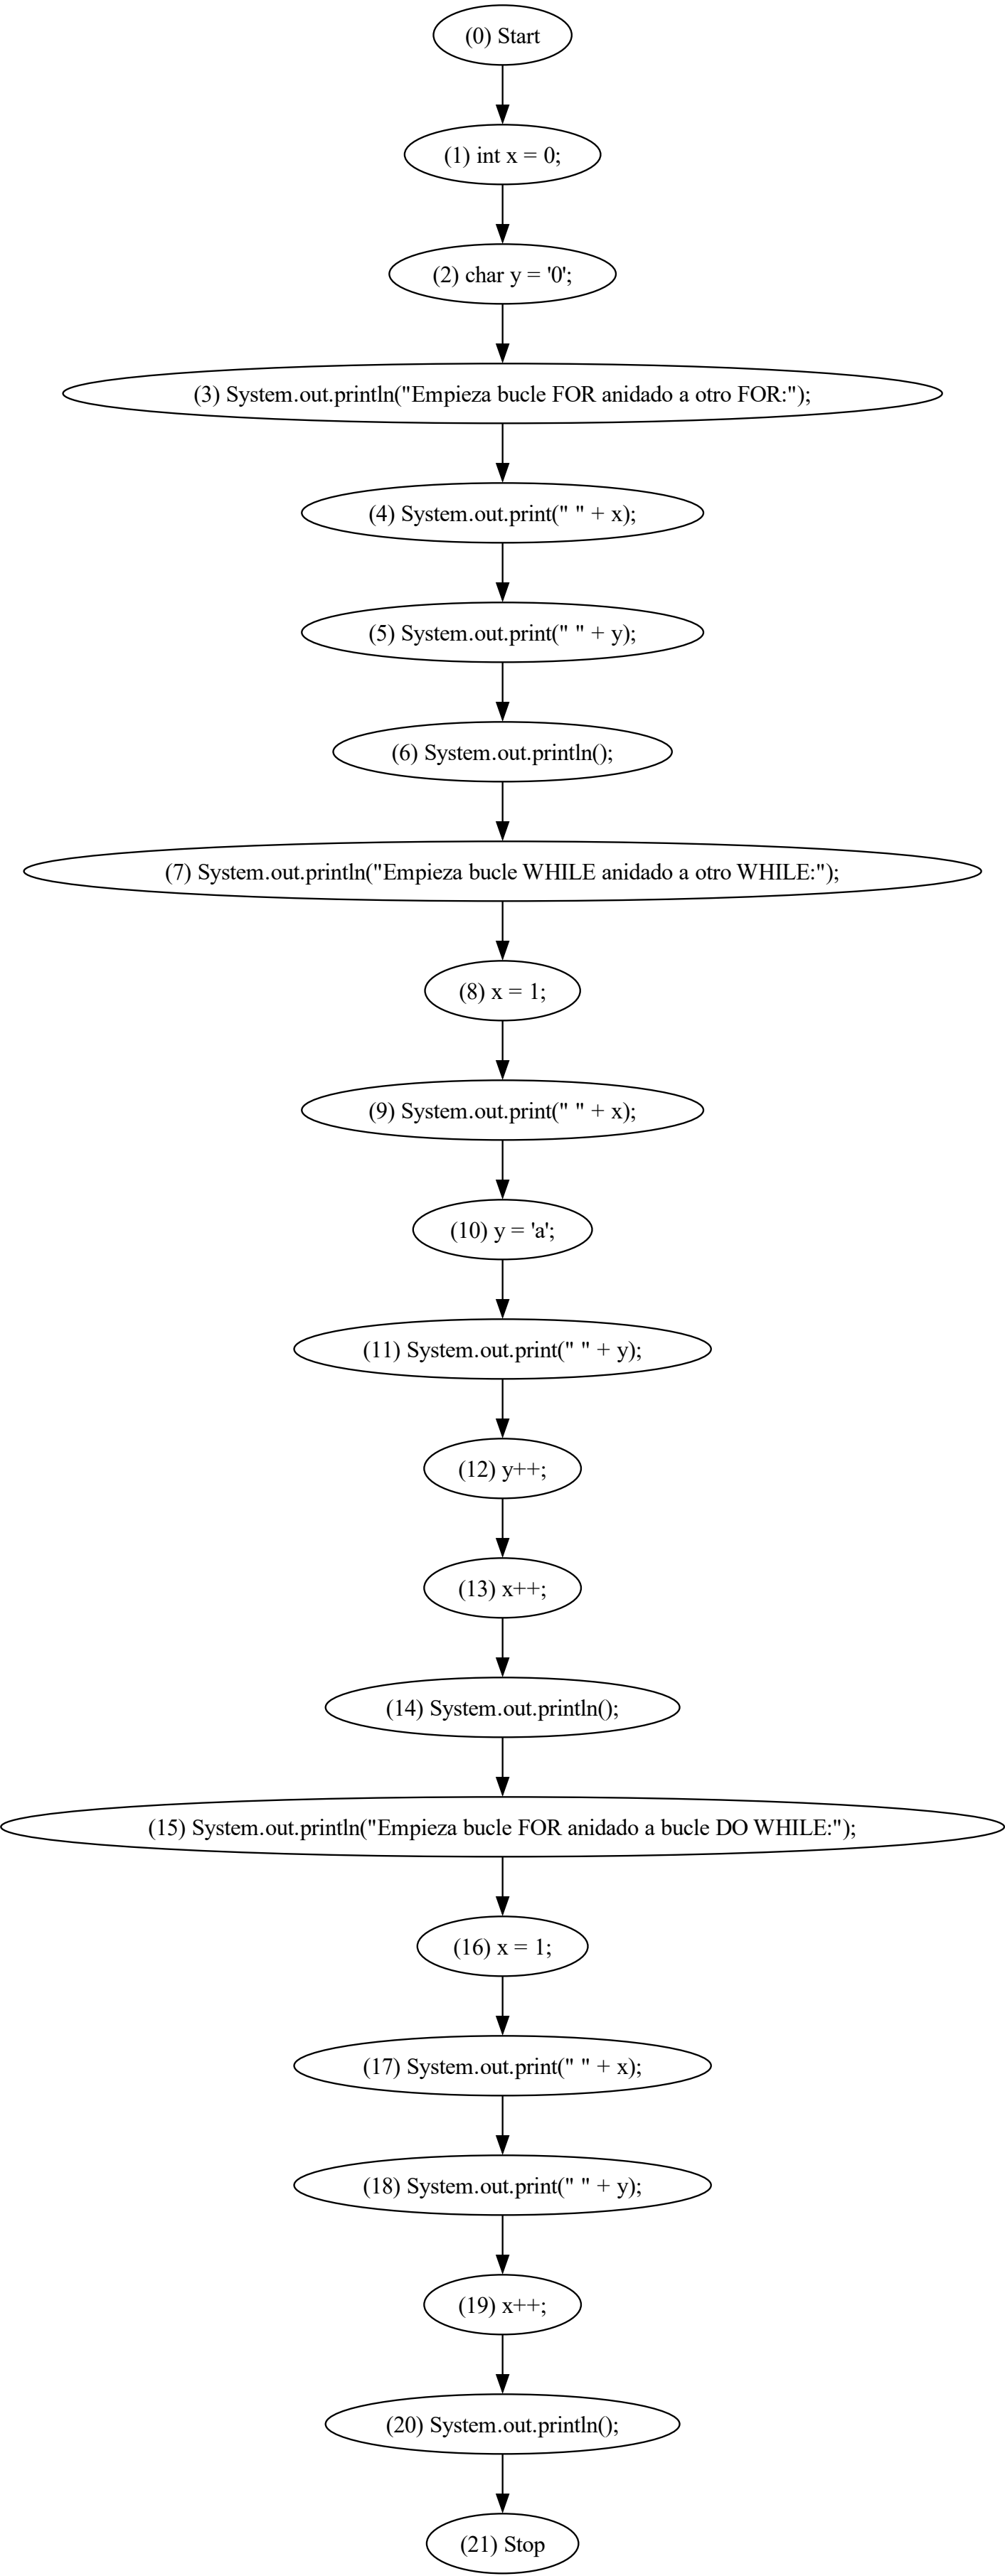 (0) Start
(1) int x = 0;
(2) char y = '0';
(3) System.out.println("Empieza bucle FOR anidado a otro FOR:");
(4) System.out.print(" " + x);
(5) System.out.print(" " + y);
(6) System.out.println();
(7) System.out.println("Empieza bucle WHILE anidado a otro WHILE:");
(8) x = 1;
(9) System.out.print(" " + x);
(10) y = 'a';
(11) System.out.print(" " + y);
(12) y++;
(13) x++;
(14) System.out.println();
(15) System.out.println("Empieza bucle FOR anidado a bucle DO WHILE:");
(16) x = 1;
(17) System.out.print(" " + x);
(18) System.out.print(" " + y);
(19) x++;
(20) System.out.println();
(21) Stop